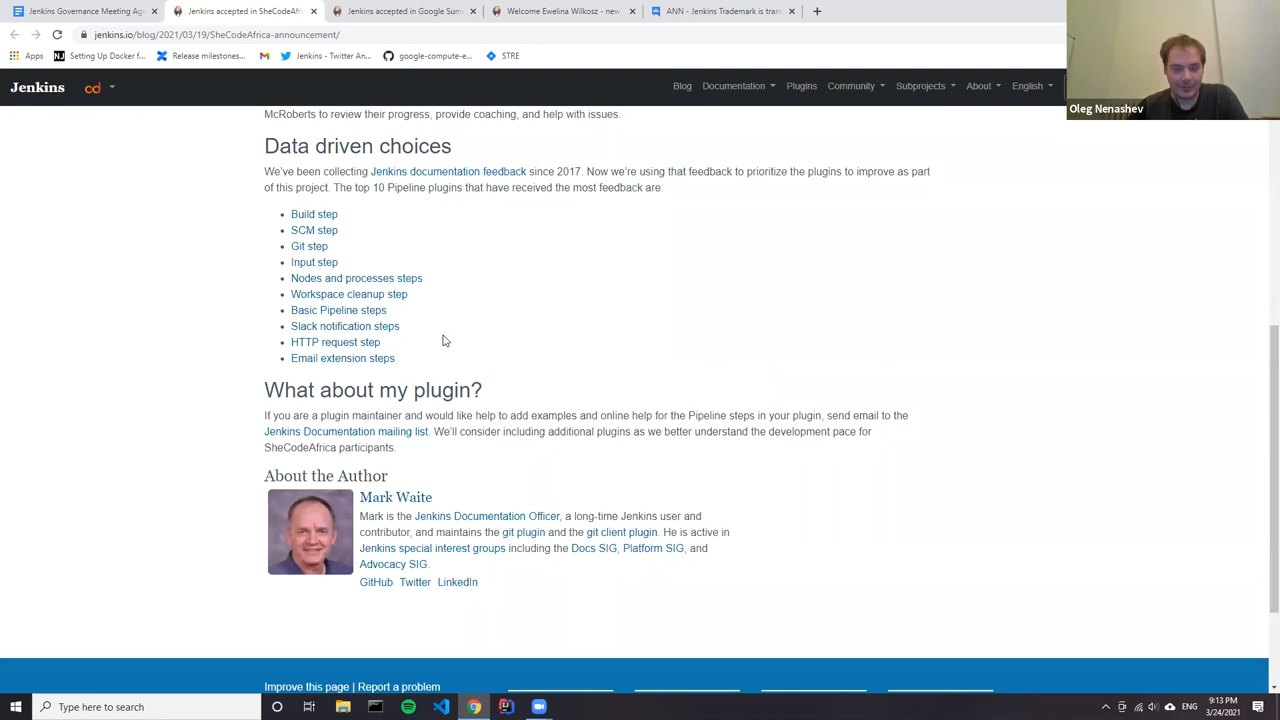 Jenkins Governance Meeting Ag
Jenkins accepted in SheCodeAfri
Jenkins accepted in Google Sum
Welcome Ewelina Wilkosz - new
ANN - Jenkins Trademark is tran
jenkins.io/blog/2021/03/19/SheCodeAfrica-announcement/
Apps
Setting Up Docker f...
Release milestones...
Jenkins - Twitter An...
google-compute-e...
STRE
Jenkins
cd
Blog
Documentation
Plugins
Community
Subprojects
About
English
Oleg Nenashev
McRoberts to review their progress, provide coaching, and help with issues.
Data driven choices
We've been collecting Jenkins documentation feedback since 2017. Now we're using that feedback to prioritize the plugins to improve as part
of this project. The top 10 Pipeline plugins that have received the most feedback are:
Build step
SCM step
Git step
Input step
Nodes and processes steps
Workspace cleanup step
Basic Pipeline steps
Slack notification steps
HTTP request step
Email extension steps
What about my plugin?
If you are a plugin maintainer and would like help to add examples and online help for the Pipeline steps in your plugin, send email to the
Jenkins Documentation mailing list. We'll consider including additional plugins as we better understand the development pace for
SheCodeAfrica participants.
About the Author
Mark Waite
Mark is the Jenkins Documentation Officer, a long-time Jenkins user and
contributor, and maintains the git plugin and the git client plugin. He is active in
Jenkins special interest groups including the Docs SIG, Platform SIG, and
Advocacy SIG.
GitHub Twitter LinkedIn
Improve this page | Report a problem
Type here to search
ENG
9:13 PM
3/24/2021